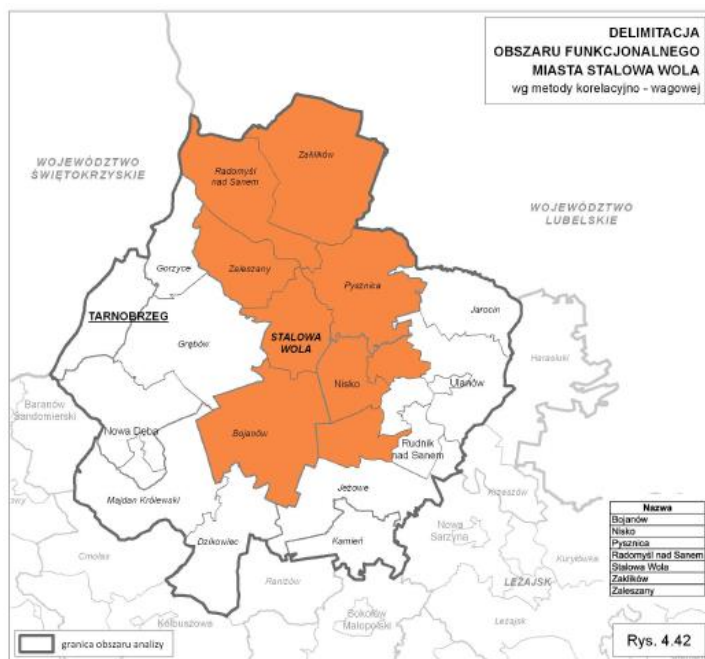 DELIMITACJA
OBSZARU FUNKCJONALNEGO
MIASTA STALOWA WOLA
wg metody korelacyjno - wagowej
WOJEWÓDZTWO
ŚWIĘTOKRZYSKIE
WOJEWÓDZTWO
LUBELSKIE
Zaklików
Radomyśl
nad Sanem
Gorzyce
Zaleszany
Pysznica
Jarocin
TARNOBRZEG
Grębów
STALOWA
WOLA
Harasiuki
Nisko
Ulanów
Baranów
Sandomierski
Nowa Dęba
Bojanów
Rudnik
nad Sanem
Majdan Królewski
Jeżowe
Krzeszów
Dzikowiec
Kamień
Nowa
Sarzyna
Cmolas
Kuryłówka
Raniżów
LEŻAJSK
Kolbuszowa
Sokołów
Małopolski
Leżajsk
Nazwa
Bojanów
Nisko
Pysznica
Radomyśl nad Sanem
Stalowa Wola
Zaklików
Zaleszany
granica obszaru analizy
Rys. 4.42